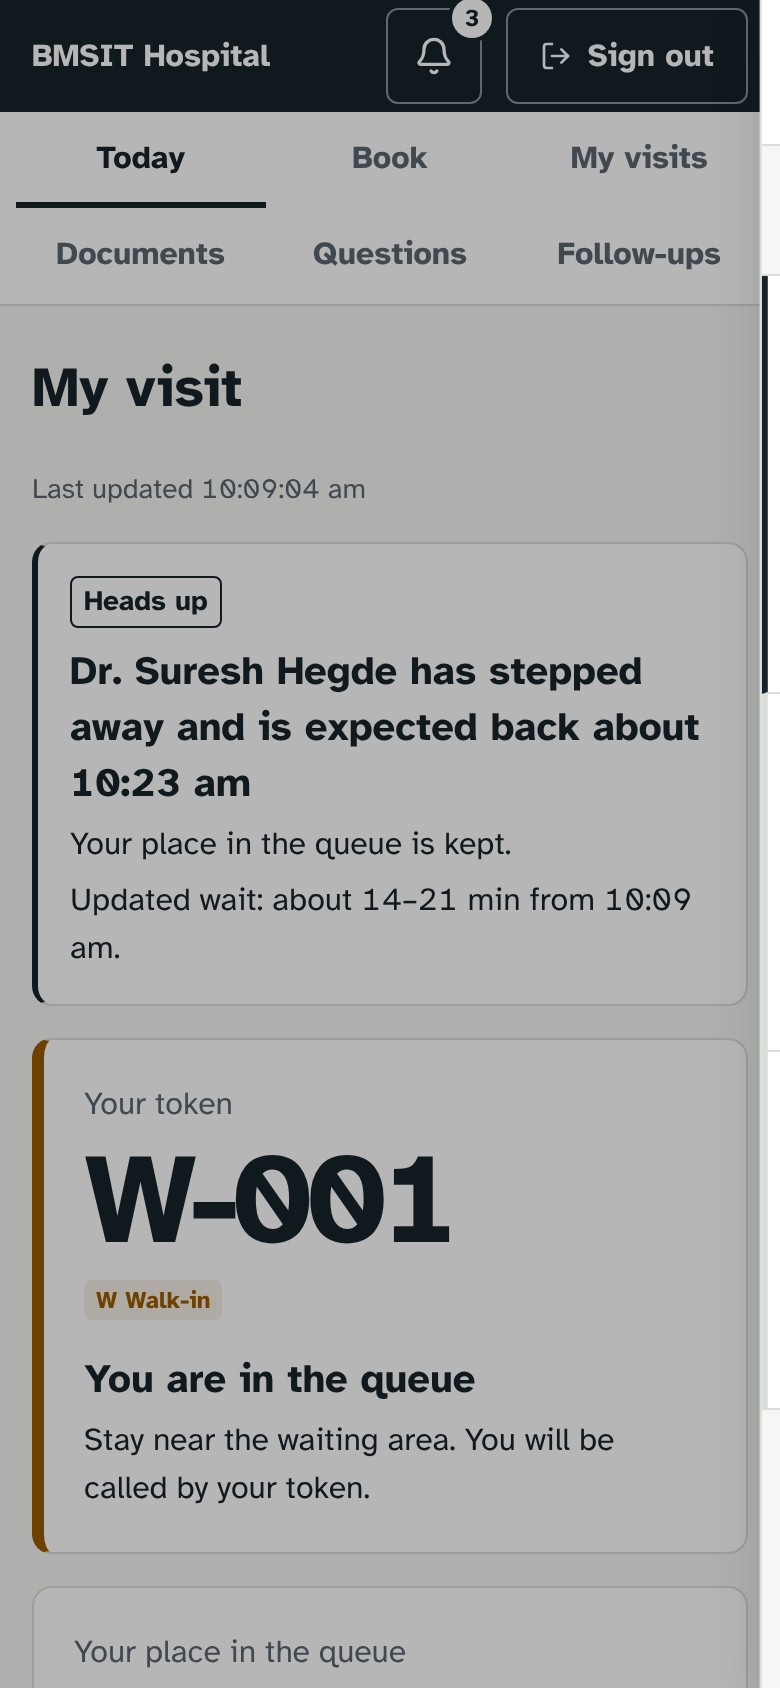 BMSIT Hospital
3
Sign out
Today
Book
My visits
Documents
Questions
Follow-ups
My visit
Last updated 10:09:04 am
Heads up
Dr. Suresh Hegde has stepped
away and is expected back about
10:23 am
Your place in the queue is kept.
Updated wait: about 14–21 min from 10:09
am.
Your token
W-001
W Walk-in
You are in the queue
Stay near the waiting area. You will be
called by your token.
Your place in the queue